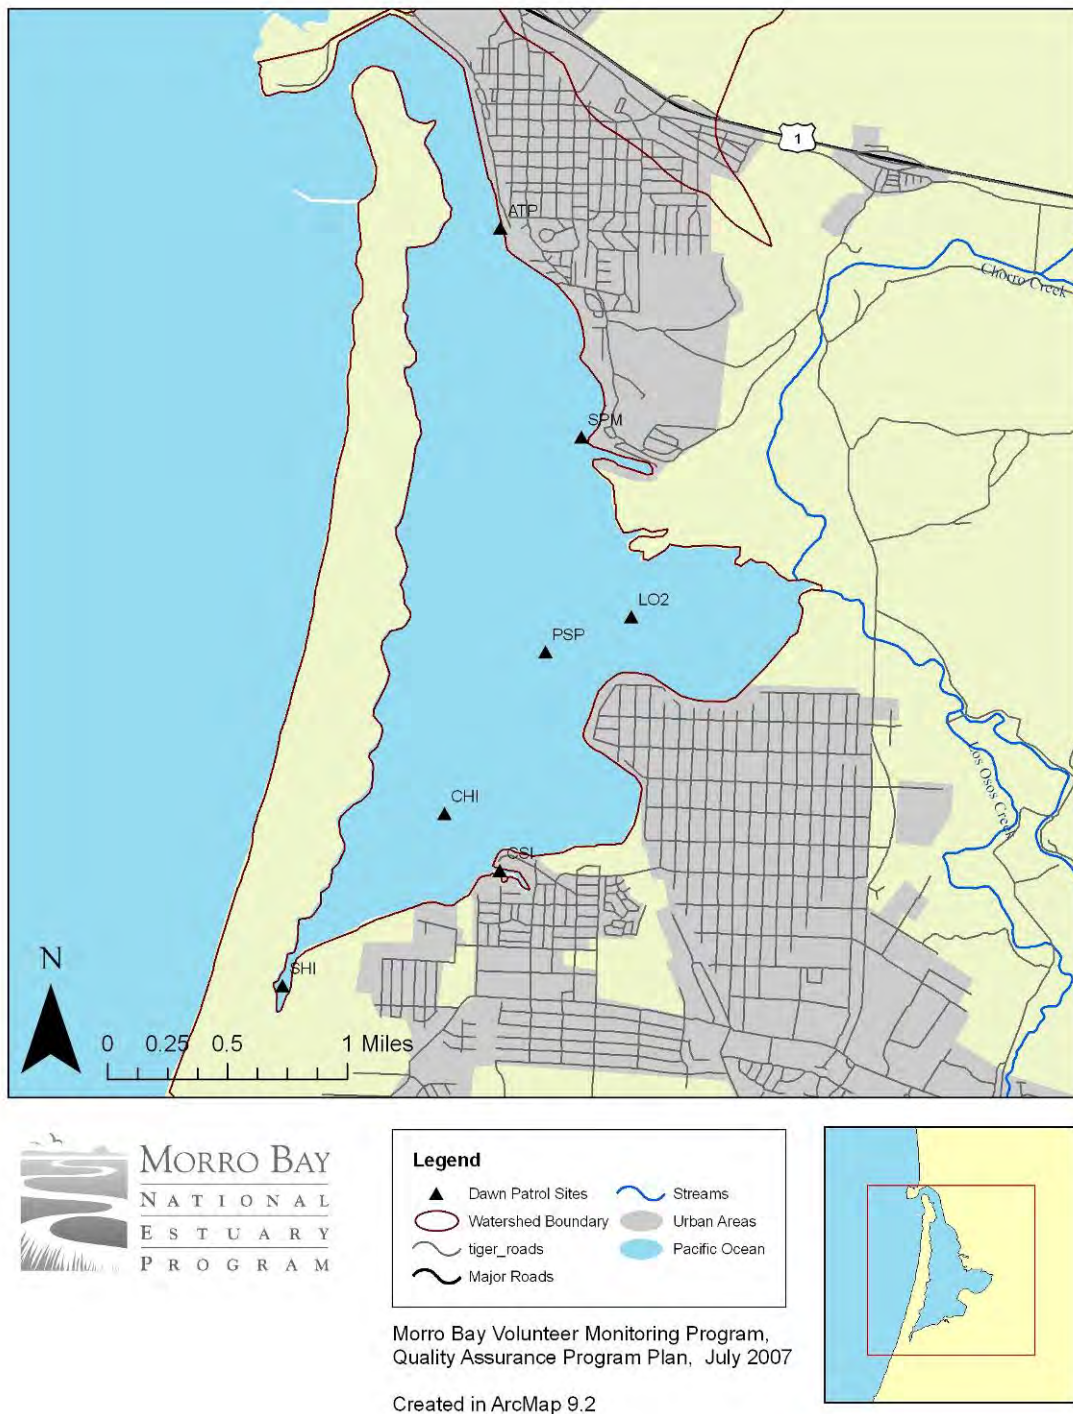 1
ATP
Chorro Creek
SPM
LO2
PSP
Los Osos Creek
CHI
CSI
SHI
N
0 0.25 0.5 1 Miles
MORRO BAY
NATIONAL
ESTUARY
PROGRAM
Legend
Dawn Patrol Sites
Watershed Boundary
tiger_roads
Major Roads
Streams
Urban Areas
Pacific Ocean
Morro Bay Volunteer Monitoring Program,
Quality Assurance Program Plan, July 2007
Created in ArcMap 9.2